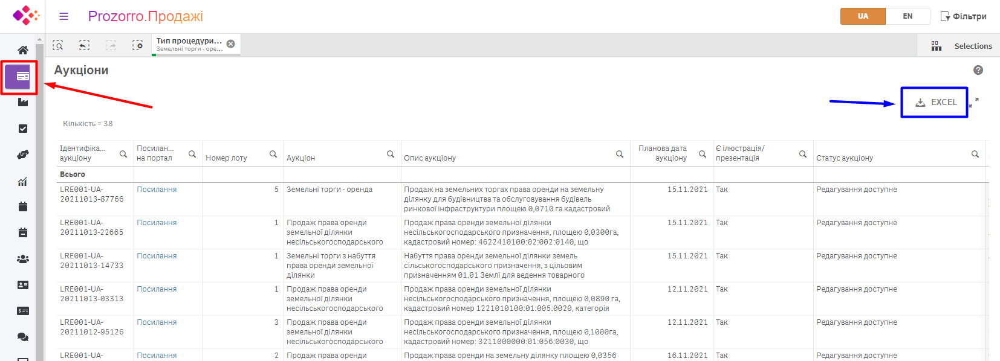 Prozorro.Продажі
UA
EN
Фільтри
Тип процедури...
Земельні торги - оре...
Selections
Аукціони
?
EXCEL
Кількість = 38
Ідентифіка...
аукціону
Посилан...
на портал
Номер лоту
Аукціон
Опис аукціону
Планова дата
аукціону
Є ілюстрація/
презентація
Статус аукціону
Всього
LRE001-UA-
20211013-87766
Посилання
5
Земельні торги - оренда
Продаж на земельних торгах права оренди на земельну
ділянку для будівництва та обслуговування будівель
ринкової інфраструктури площею 0,0710 га кадастровий
15.11.2021
Так
Редагування доступне
LRE001-UA-
20211013-22665
Посилання
1
Продаж права оренди
земельної ділянки
несільськогосподарського
Продаж права оренди земельної ділянки
несільськогосподарського призначення, площею 0,0300га,
кадастровий номер: 4622410100:02:002:0140, що
15.11.2021
Так
Редагування доступне
LRE001-UA-
20211013-14733
Посилання
1
Земельні торги з набуття
права оренди земельної
ділянки
Набуття права оренди земельної ділянки земель
сільськогосподарського призначення, з цільовим
призначенням 01.01 Землі для ведення товарного
15.11.2021
Так
Редагування доступне
LRE001-UA-
20211013-03313
Посилання
1
Продаж права оренди
земельної ділянки
несільськогосподарського
Продаж права оренди земельної ділянки
несільськогосподарського призначення, площею 0,0890 га,
кадастровий номер 1221010100:01:005:0020, категорія
12.11.2021
Так
Редагування доступне
LRE001-UA-
20211012-95126
Посилання
3
Продаж права оренди
земельної ділянки
несільськогосподарського
Продаж права оренди земельної ділянки
несільськогосподарського призначення, площею 0,1000га,
кадастровий номер: 3211000000:01:056:0030, що
12.11.2021
Так
Редагування доступне
LRE001-UA-
Посилання
2
Продаж права оренди
Продаж права оренди на земельну ділянку площею 0,0356
16.11.2021
Так
Редагування доступне